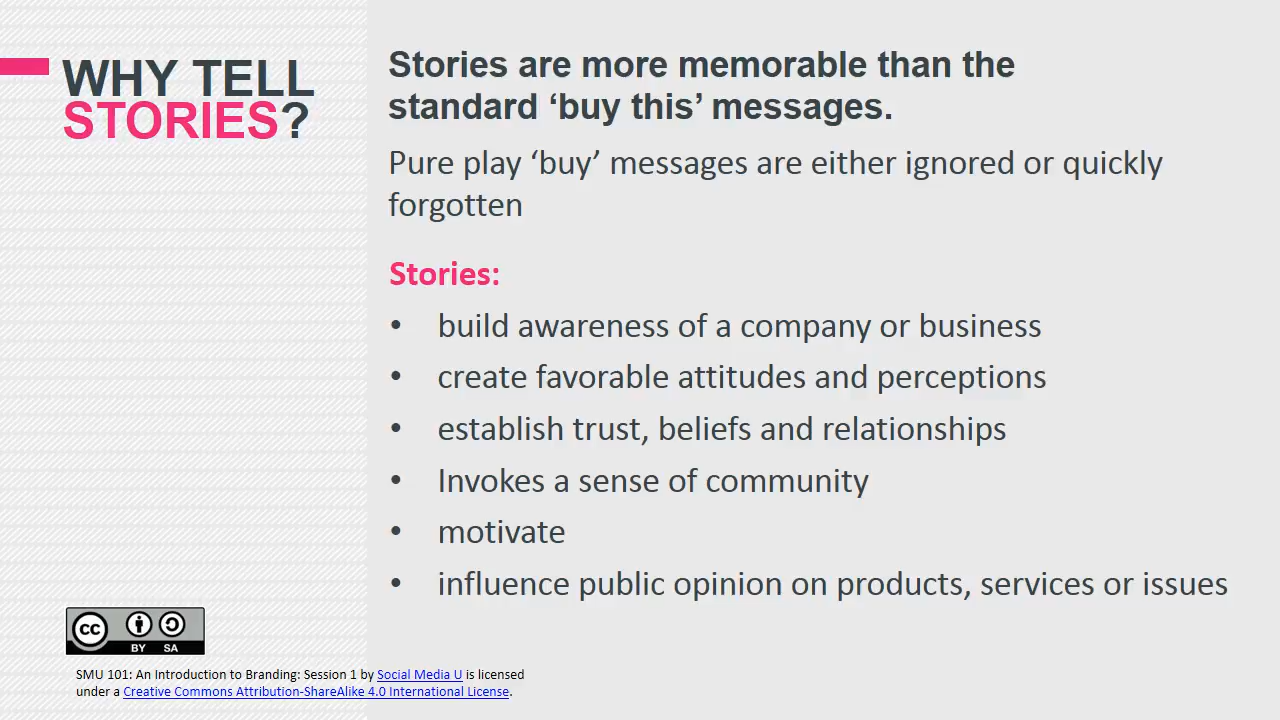 WHY TELL
STORIES?
Stories are more memorable than the
standard ‘buy this’ messages.
Pure play ‘buy’ messages are either ignored or quickly
forgotten
Stories:
• build awareness of a company or business
• create favorable attitudes and perceptions
• establish trust, beliefs and relationships
• Invokes a sense of community
• motivate
• influence public opinion on products, services or issues
cc
BY SA
SMU 101: An Introduction to Branding: Session 1 by Social Media U is licensed
under a Creative Commons Attribution-ShareAlike 4.0 International License.